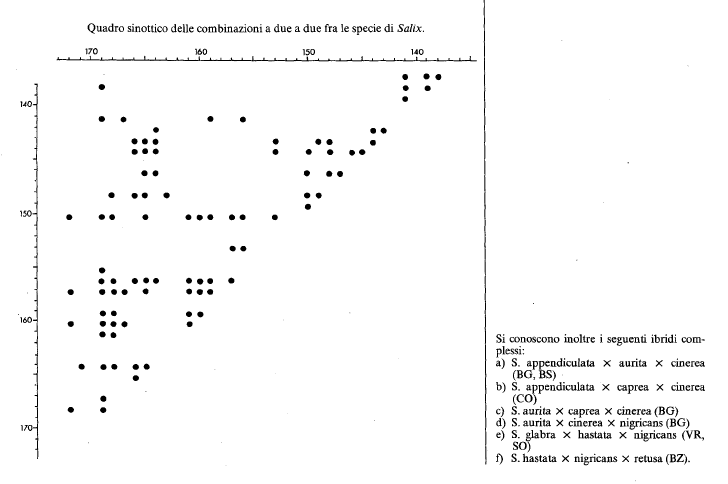 Quadro sinottico delle combinazioni a due a due fra le specie di Salix.
170 160 150 140
140
150
160
170
Si conoscono inoltre i seguenti ibridi com-
plessi:
a) S. appendiculata × aurita × cinerea
(BG, BS)
b) S. appendiculata × caprea × cinerea
(CO)
c) S. aurita × caprea × cinerea (BG)
d) S. aurita × cinerea × nigricans (BG)
e) S. glabra × hastata × nigricans (VR,
SO)
f) S. hastata × nigricans × retusa (BZ).